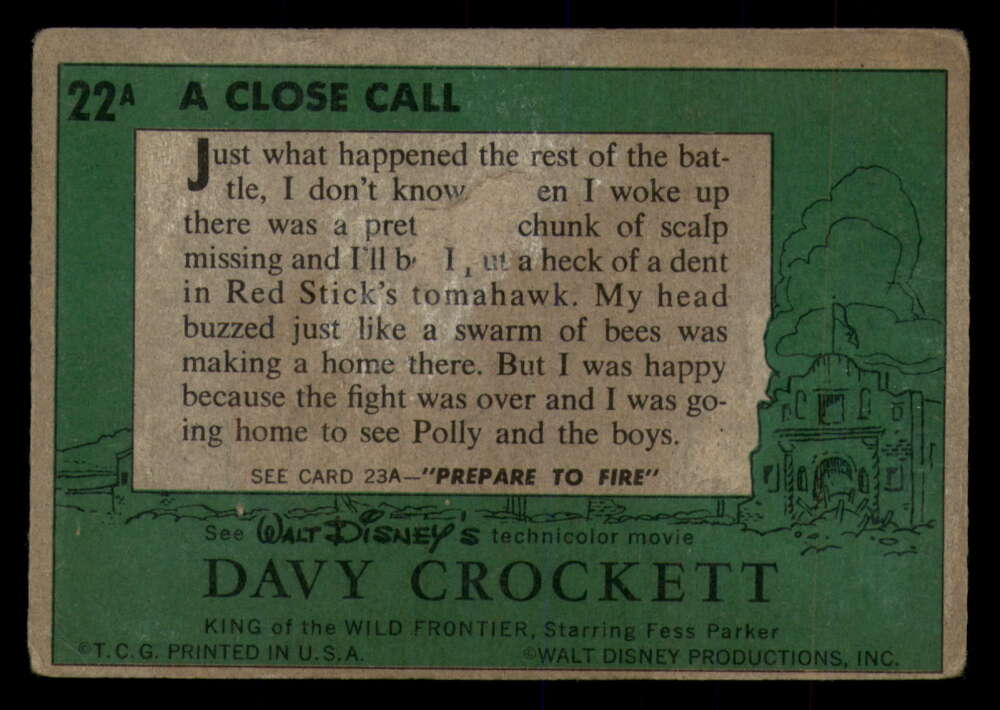 22A A CLOSE CALL
Just what happened the rest of the bat-
tle, I don't know en I woke up
there was a pret chunk of scalp
missing and I'll b I put a heck of a dent
in Red Stick's tomahawk. My head
buzzed just like a swarm of bees was
making a home there. But I was happy
because the fight was over and I was go-
ing home to see Polly and the boys.
SEE CARD 23A—"PREPARE TO FIRE"
See WALT DISNEY'S technicolor movie
DAVY CROCKETT
KING of the WILD FRONTIER, Starring Fess Parker
©T.C.G. PRINTED IN U.S.A. ©WALT DISNEY PRODUCTIONS, INC.